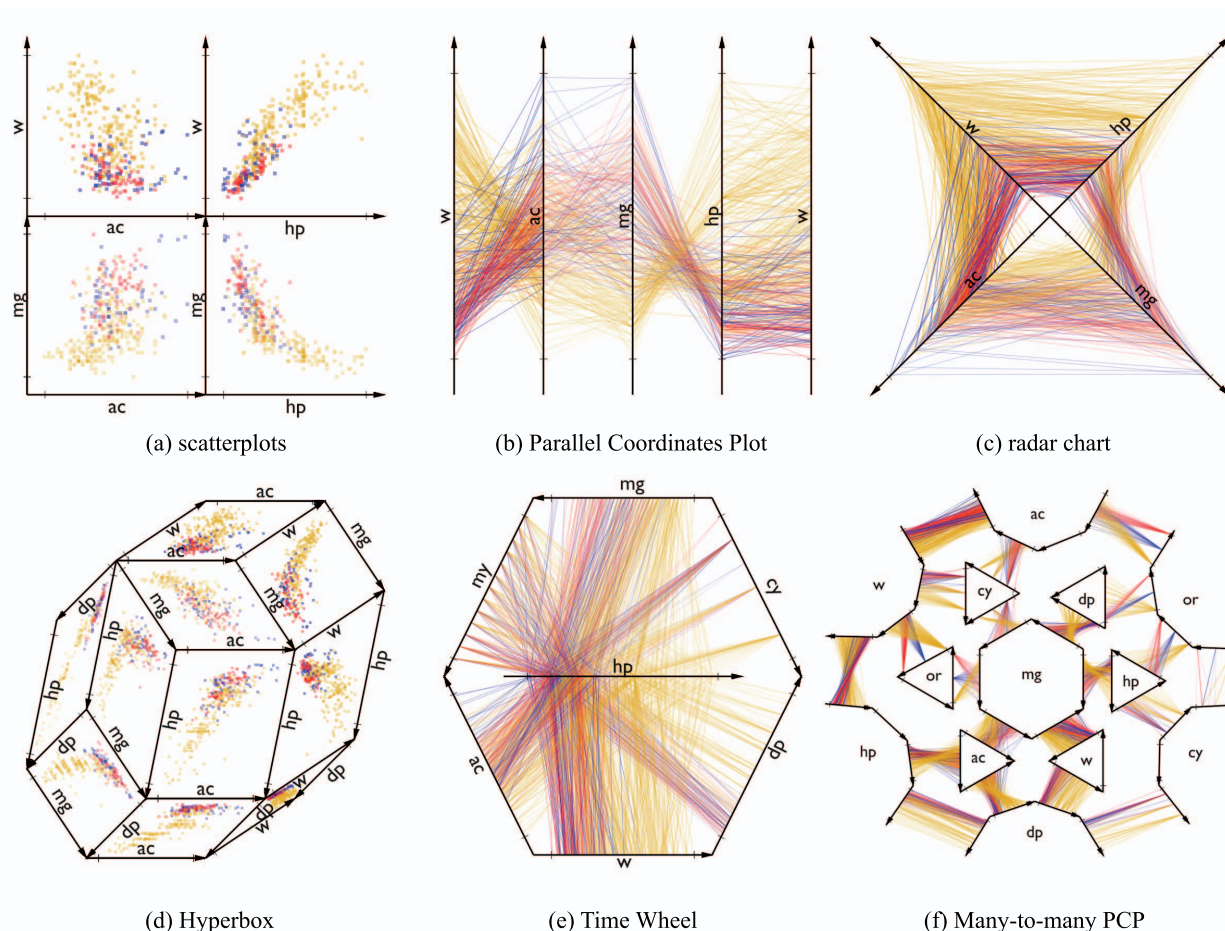 w
w
ac
hp
mg
mg
ac
hp
w
ac
mg
hp
w
w
hp
ac
mg
(a) scatterplots
(b) Parallel Coordinates Plot
(c) radar chart
ac
w
w
mg
ac
dp
mg
mg
hp
ac
w
hp
hp
hp
hp
dp
mg
mg
ac
dp
w
dp
dp
w
ac
mg
my
cy
hp
ac
dp
w
ac
w
cy
dp
or
or
mg
hp
hp
ac
w
cy
dp
(d) Hyperbox
(e) Time Wheel
(f) Many-to-many PCP